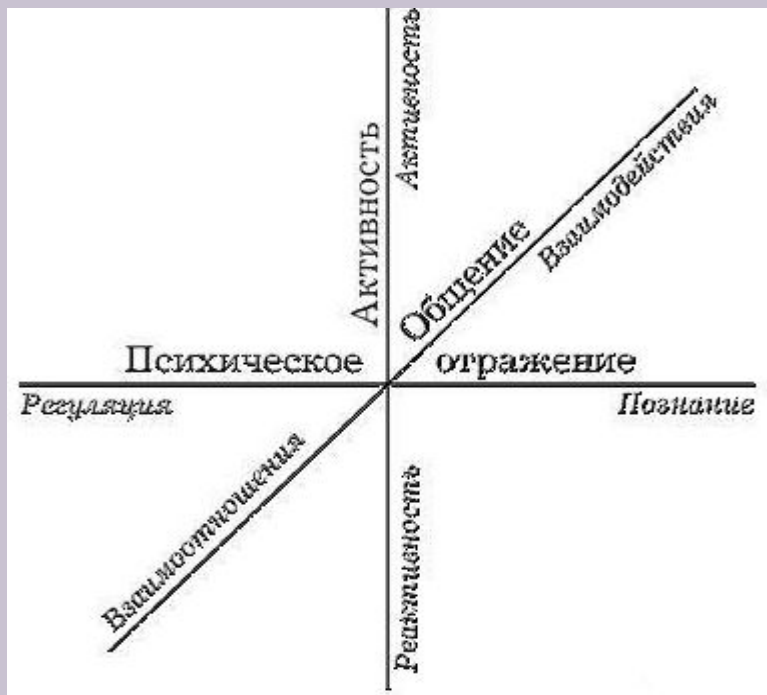 Активность
Активность
Взаимодействия
Общение
Психическое отражение
Регуляция
Познание
Взаимоотношения
Реактивность